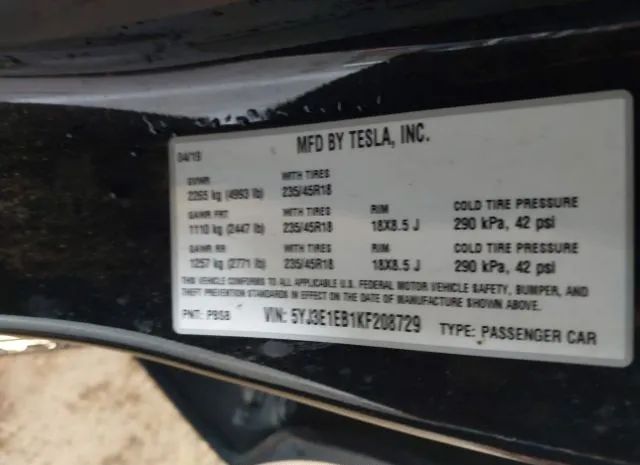 MFD BY TESLA, INC.
04/19
GVWR WITH TIRES
2265 kg (4993 lb) 235/45R18
GAWR FRT WITH TIRES RIM COLD TIRE PRESSURE
1110 kg (2447 lb) 235/45R18 18X8.5 J 290 kPa, 42 psi
GAWR RR WITH TIRES RIM COLD TIRE PRESSURE
1257 kg (2771 lb) 235/45R18 18X8.5 J 290 kPa, 42 psi
THIS VEHICLE CONFORMS TO ALL APPLICABLE U.S. FEDERAL MOTOR VEHICLE SAFETY, BUMPER, AND
THEFT PREVENTION STANDARDS IN EFFECT ON THE DATE OF MANUFACTURE SHOWN ABOVE.
PNT: PBSB VIN: 5YJ3E1EB1KF208729 TYPE: PASSENGER CAR